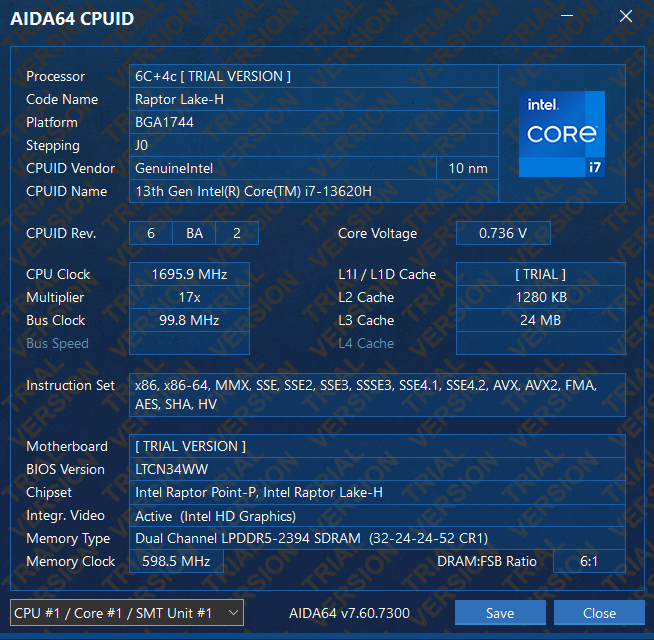 AIDA64 CPUID
Processor 6C+4c [ TRIAL VERSION ]
Code Name Raptor Lake-H
Platform BGA1744
Stepping J0
CPUID Vendor GenuineIntel 10 nm
CPUID Name 13th Gen Intel(R) Core(TM) i7-13620H
intel.
CORE
i7
CPUID Rev. 6 BA 2 Core Voltage 0.736 V
CPU Clock 1695.9 MHz L1I / L1D Cache [ TRIAL ]
Multiplier 17x L2 Cache 1280 KB
Bus Clock 99.8 MHz L3 Cache 24 MB
Bus Speed L4 Cache
Instruction Set x86, x86-64, MMX, SSE, SSE2, SSE3, SSSE3, SSE4.1, SSE4.2, AVX, AVX2, FMA,
AES, SHA, HV
Motherboard [ TRIAL VERSION ]
BIOS Version LTCN34WW
Chipset Intel Raptor Point-P, Intel Raptor Lake-H
Integr. Video Active (Intel HD Graphics)
Memory Type Dual Channel LPDDR5-2394 SDRAM (32-24-24-52 CR1)
Memory Clock 598.5 MHz DRAM:FSB Ratio 6:1
CPU #1 / Core #1 / SMT Unit #1 AIDA64 v7.60.7300 Save Close
TRIAL VERSION